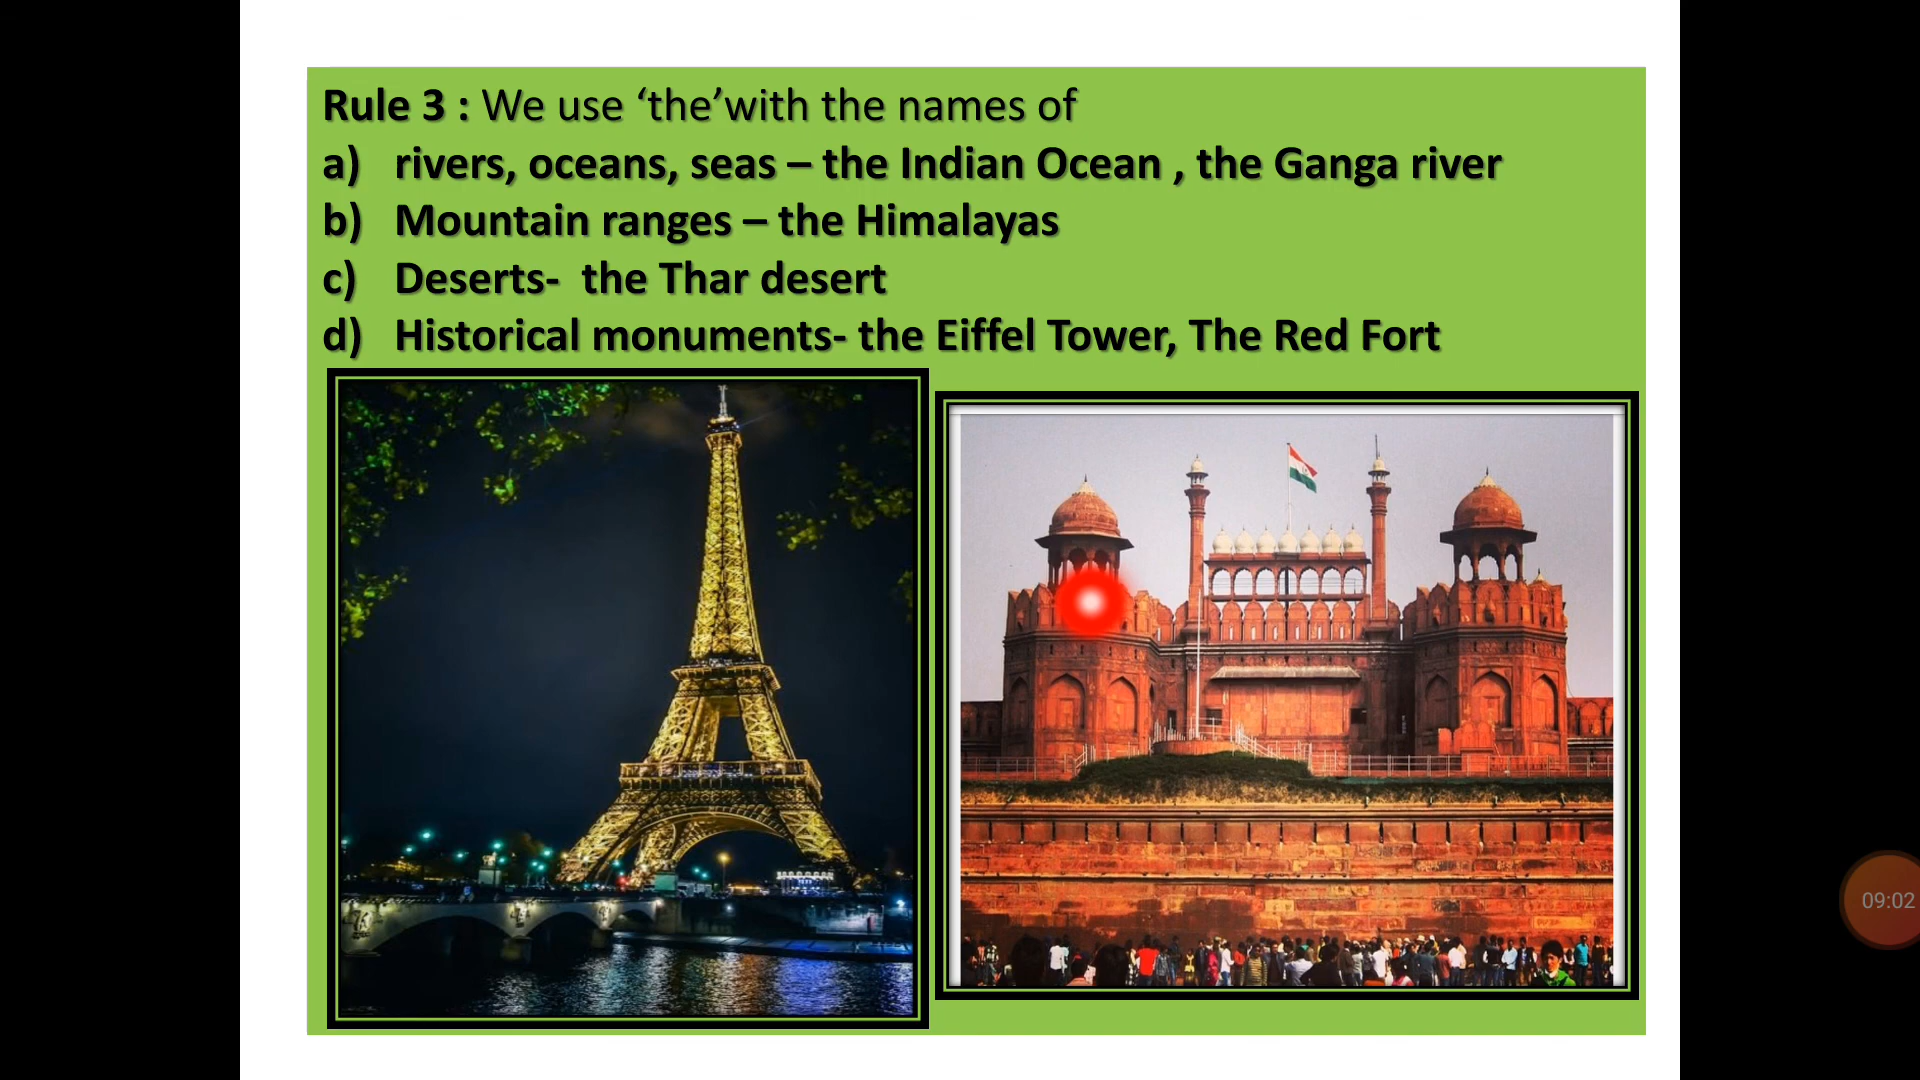 Rule 3 : We use ‘the’with the names of
a) rivers, oceans, seas – the Indian Ocean , the Ganga river
b) Mountain ranges – the Himalayas
c) Deserts- the Thar desert
d) Historical monuments- the Eiffel Tower, The Red Fort
09:02